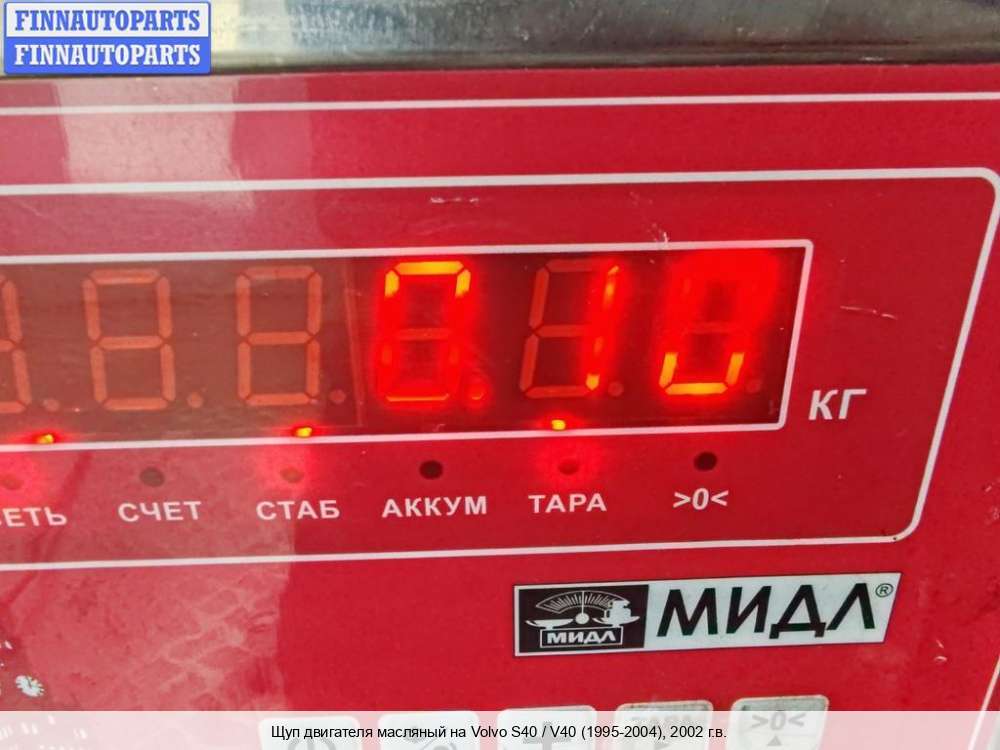 FINNAUTOPARTS
FINNAUTOPARTS
0.10
КГ
СЧЕТ СТАБ АККУМ ТАРА >0<
МИДЛ МИДЛ®
ТАРА >0<
Щуп двигателя масляный на Volvo S40 / V40 (1995-2004), 2002 г.в.